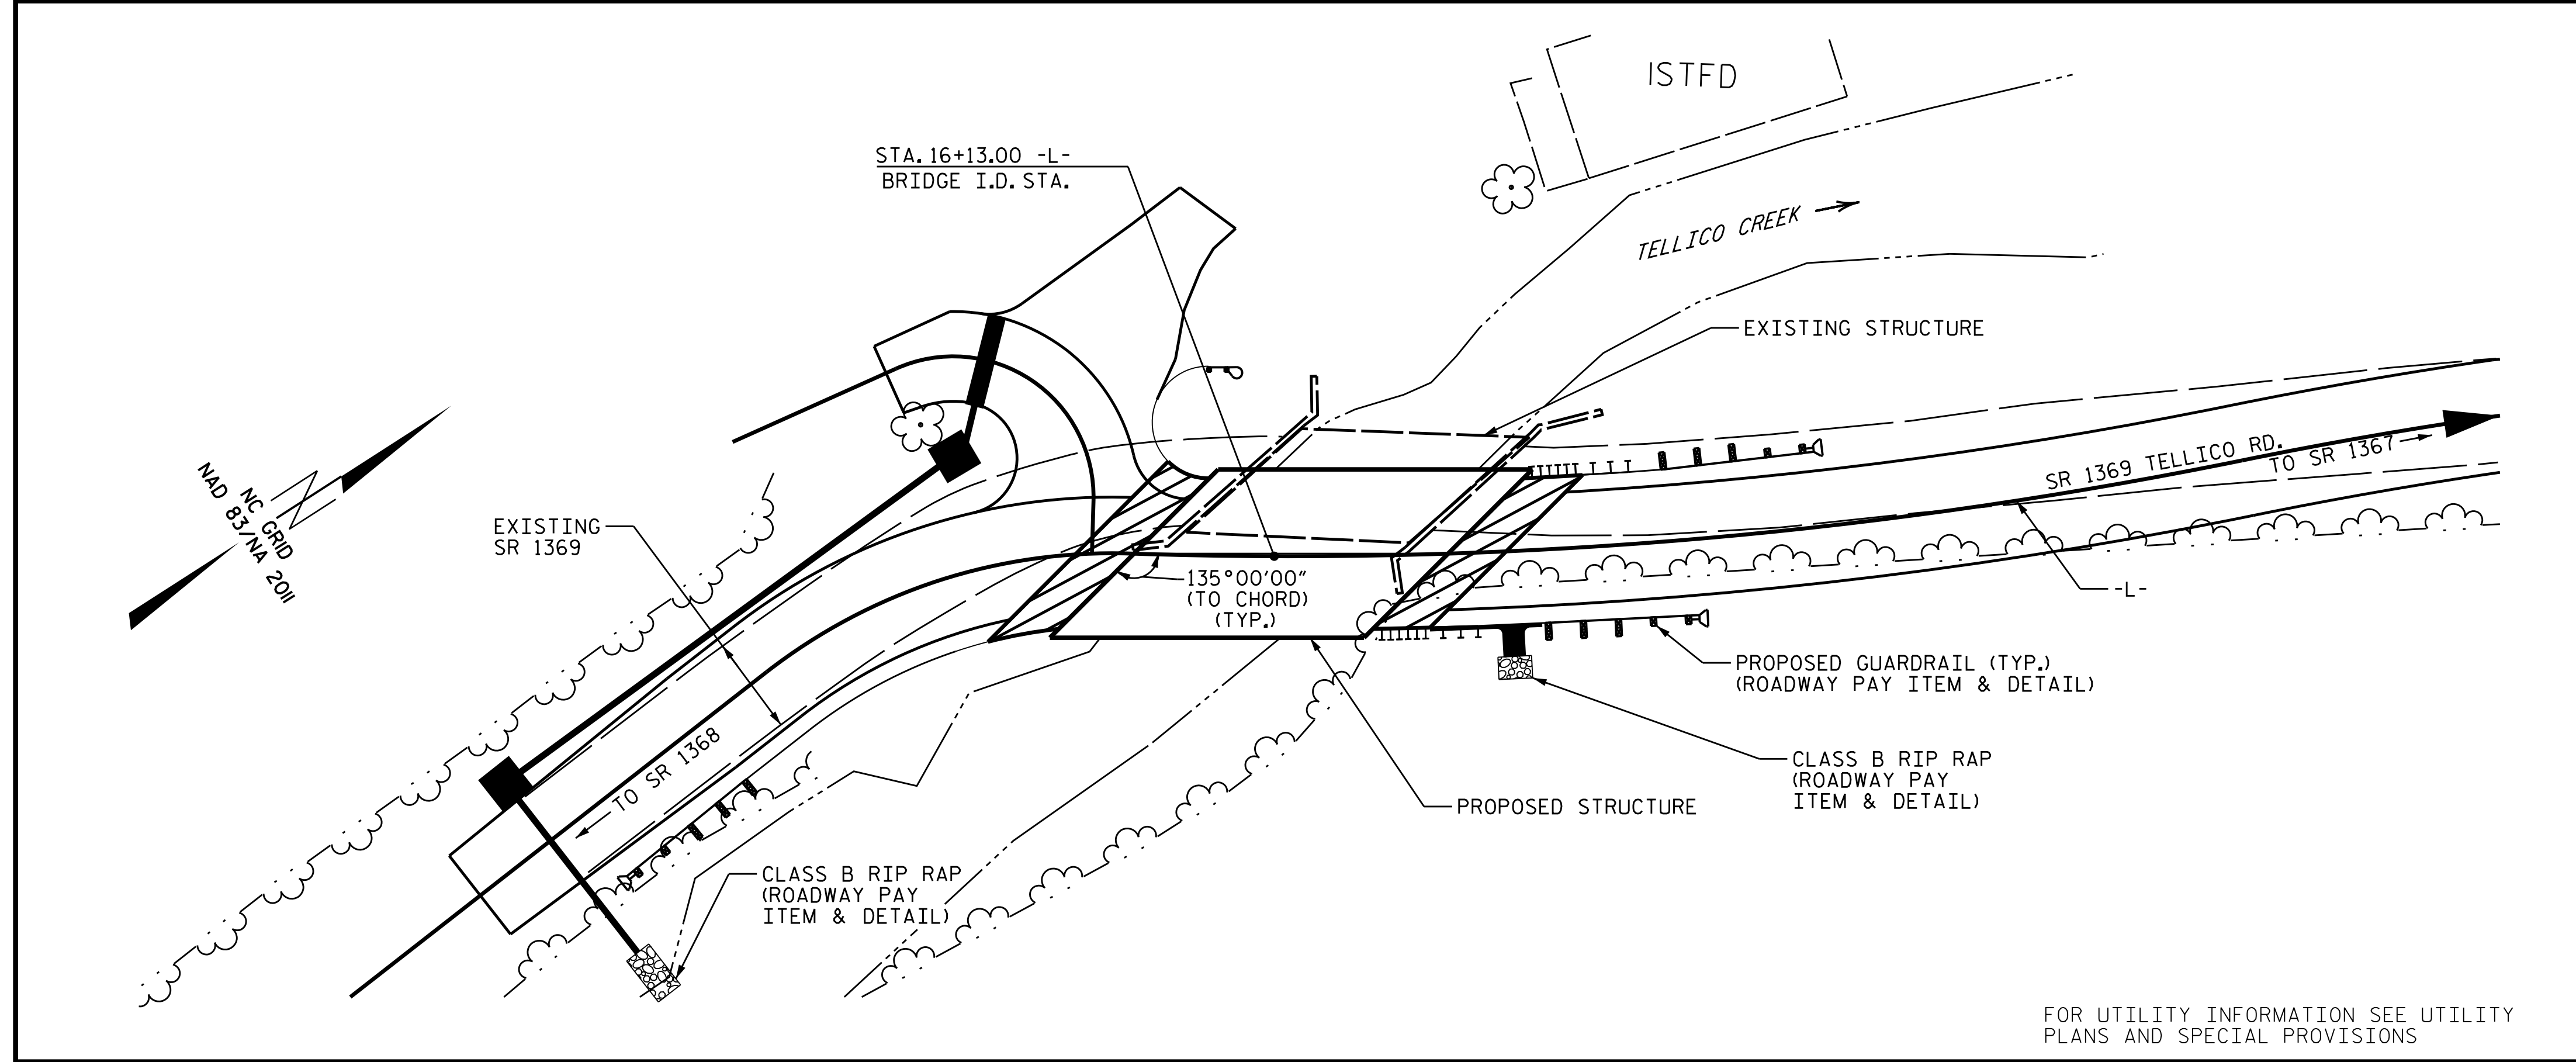 ISTFD
STA. 16+13.00 -L-
BRIDGE I.D. STA.
TELLICO CREEK
EXISTING STRUCTURE
SR 1369 TELLICO RD.
TO SR 1367
NC GRID
NAD 83/NA 2011
EXISTING
SR 1369
135°00'00"
(TO CHORD)
(TYP.)
-L-
PROPOSED GUARDRAIL (TYP.)
(ROADWAY PAY ITEM & DETAIL)
TO SR 1368
CLASS B RIP RAP
(ROADWAY PAY
ITEM & DETAIL)
PROPOSED STRUCTURE
CLASS B RIP RAP
(ROADWAY PAY
ITEM & DETAIL)
FOR UTILITY INFORMATION SEE UTILITY
PLANS AND SPECIAL PROVISIONS